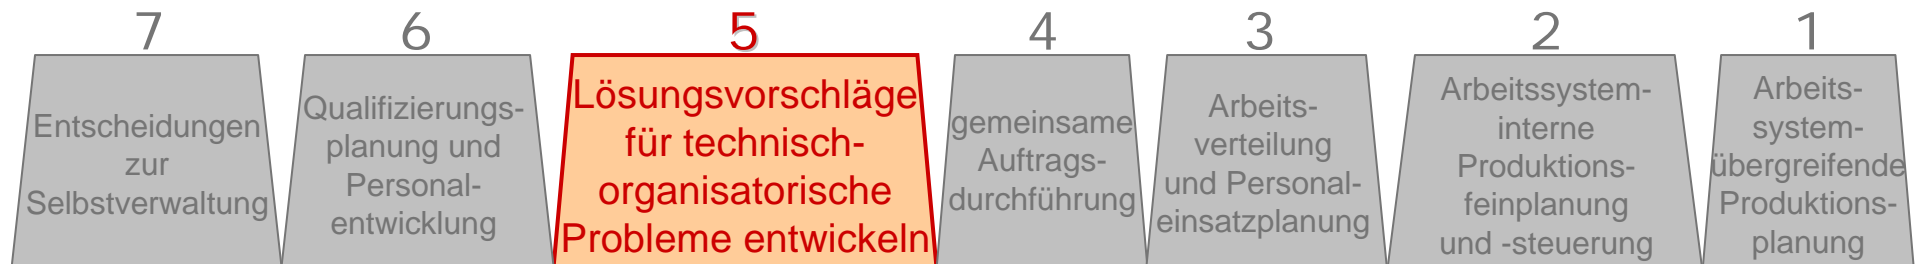 7
Entscheidungen
zur
Selbstverwaltung
6
Qualifizierungs-
planung und
Personal-
entwicklung
5
Lösungsvorschläge
für technisch-
organisatorische
Probleme entwickeln
4
gemeinsame
Auftrags-
durchführung
3
Arbeits-
verteilung
und Personal-
einsatzplanung
2
Arbeitssystem-
interne
Produktions-
feinplanung
und -steuerung
1
Arbeits-
system-
übergreifende
Produktions-
planung